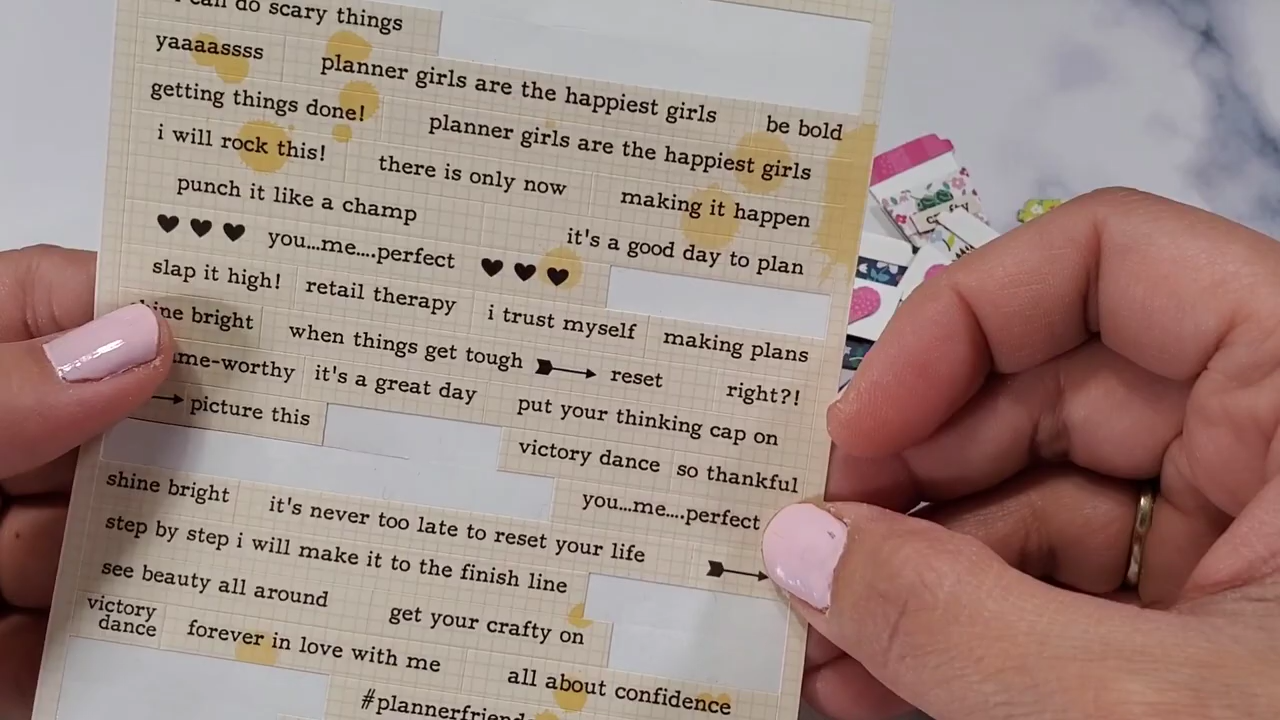 can do scary things
yaaaassss
planner girls are the happiest girls
be bold
getting things done!
planner girls are the happiest girls
i will rock this!
there is only now
making it happen
punch it like a champ
it's a good day to plan
you...me....perfect
slap it high!
retail therapy
i trust myself
making plans
shine bright
when things get tough
reset
right?!
me-worthy
it's a great day
put your thinking cap on
picture this
victory dance
so thankful
shine bright
it's never too late to reset your life
you...me....perfect
step by step i will make it to the finish line
see beauty all around
get your crafty on
victory
dance
forever in love with me
all about confidence
#plannerfriend